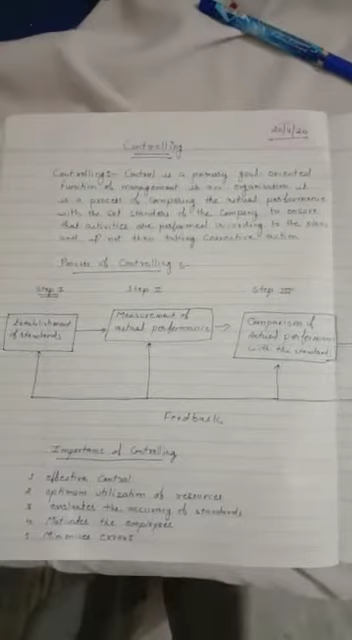 20/4/20
Controlling
Controlling:- Control is a primary goal-oriented
function of management in an organisation it
is a process of comparing the actual performance
with the set standers of the company to ensure
that activities are performed according to the plans
and if not then taking corrective action
Process of Controlling :-
Step I Step II Step III
Establishment
of standards
Measurement of
actual performance
Comparison of
actual performance
with the standard
Feedback
Importance of Controlling
1 effective control
2 optimum utilization of resources
3 evaluates the accuracy of standards
4 Motivates the employees
5 Minimises errors